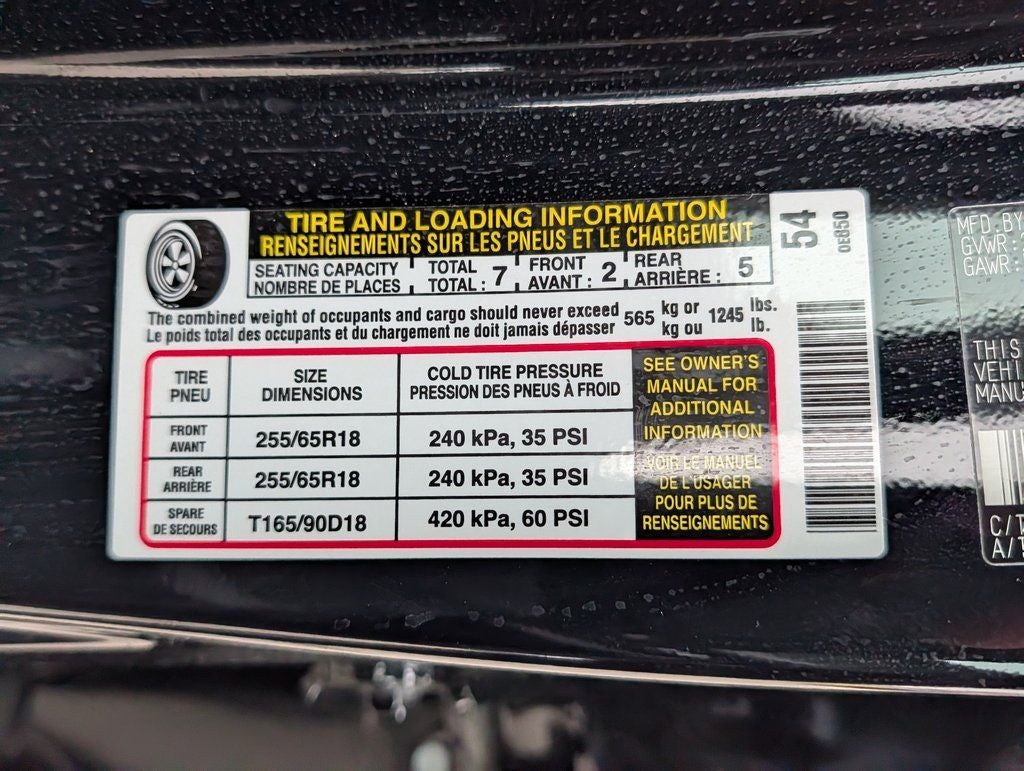 TIRE AND LOADING INFORMATION
RENSEIGNEMENTS SUR LES PNEUS ET LE CHARGEMENT
SEATING CAPACITY TOTAL FRONT REAR
NOMBRE DE PLACES TOTAL : 7 AVANT : 2 ARRIÈRE : 5
The combined weight of occupants and cargo should never exceed 565 kg or 1245 lbs.
Le poids total des occupants et du chargement ne doit jamais dépasser kg ou lb.
TIRE SIZE COLD TIRE PRESSURE
PNEU DIMENSIONS PRESSION DES PNEUS À FROID
FRONT
AVANT 255/65R18 240 kPa, 35 PSI
REAR
ARRIÈRE 255/65R18 240 kPa, 35 PSI
SPARE
DE SECOURS T165/90D18 420 kPa, 60 PSI
SEE OWNER'S
MANUAL FOR
ADDITIONAL
INFORMATION
VOIR LE MANUEL
DE L'USAGER
POUR PLUS DE
RENSEIGNEMENTS
54
0E850
MFD.BY
GVWR:
GAWR:
THIS
VEHI
MANU
C/T
A/T